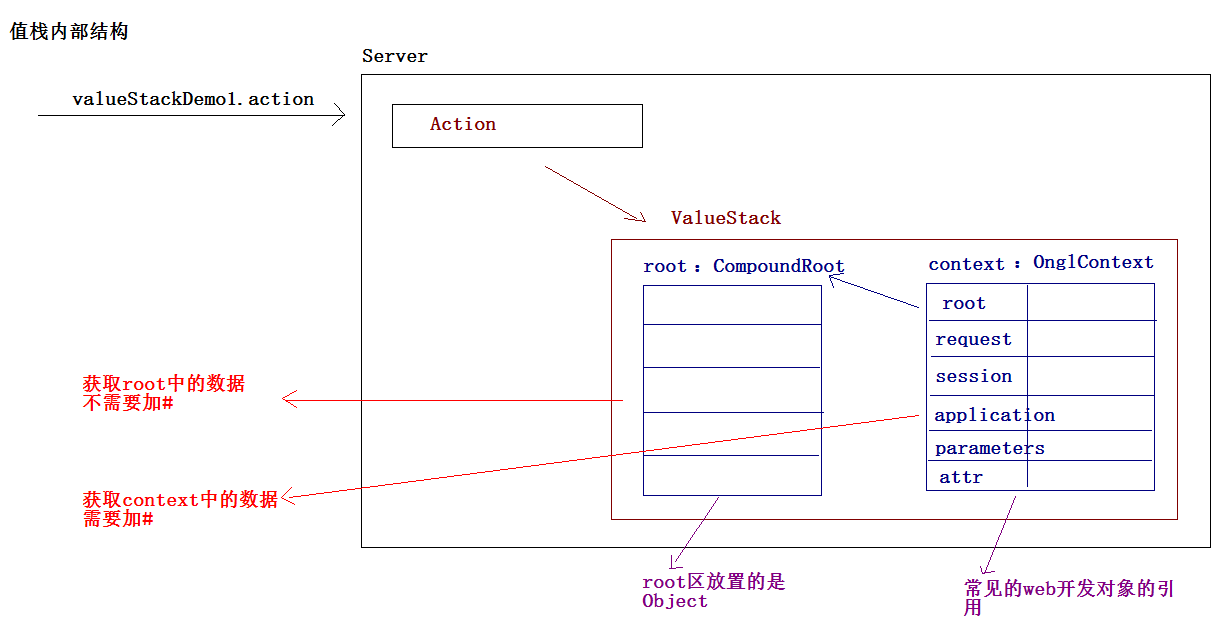 值栈内部结构
Server
valueStackDemo1.action
Action
ValueStack
root：CompoundRoot
context：OnglContext
root
request
session
application
parameters
attr
获取root中的数据
不需要加#
获取context中的数据
需要加#
root区放置的是
Object
常见的web开发对象的引
用